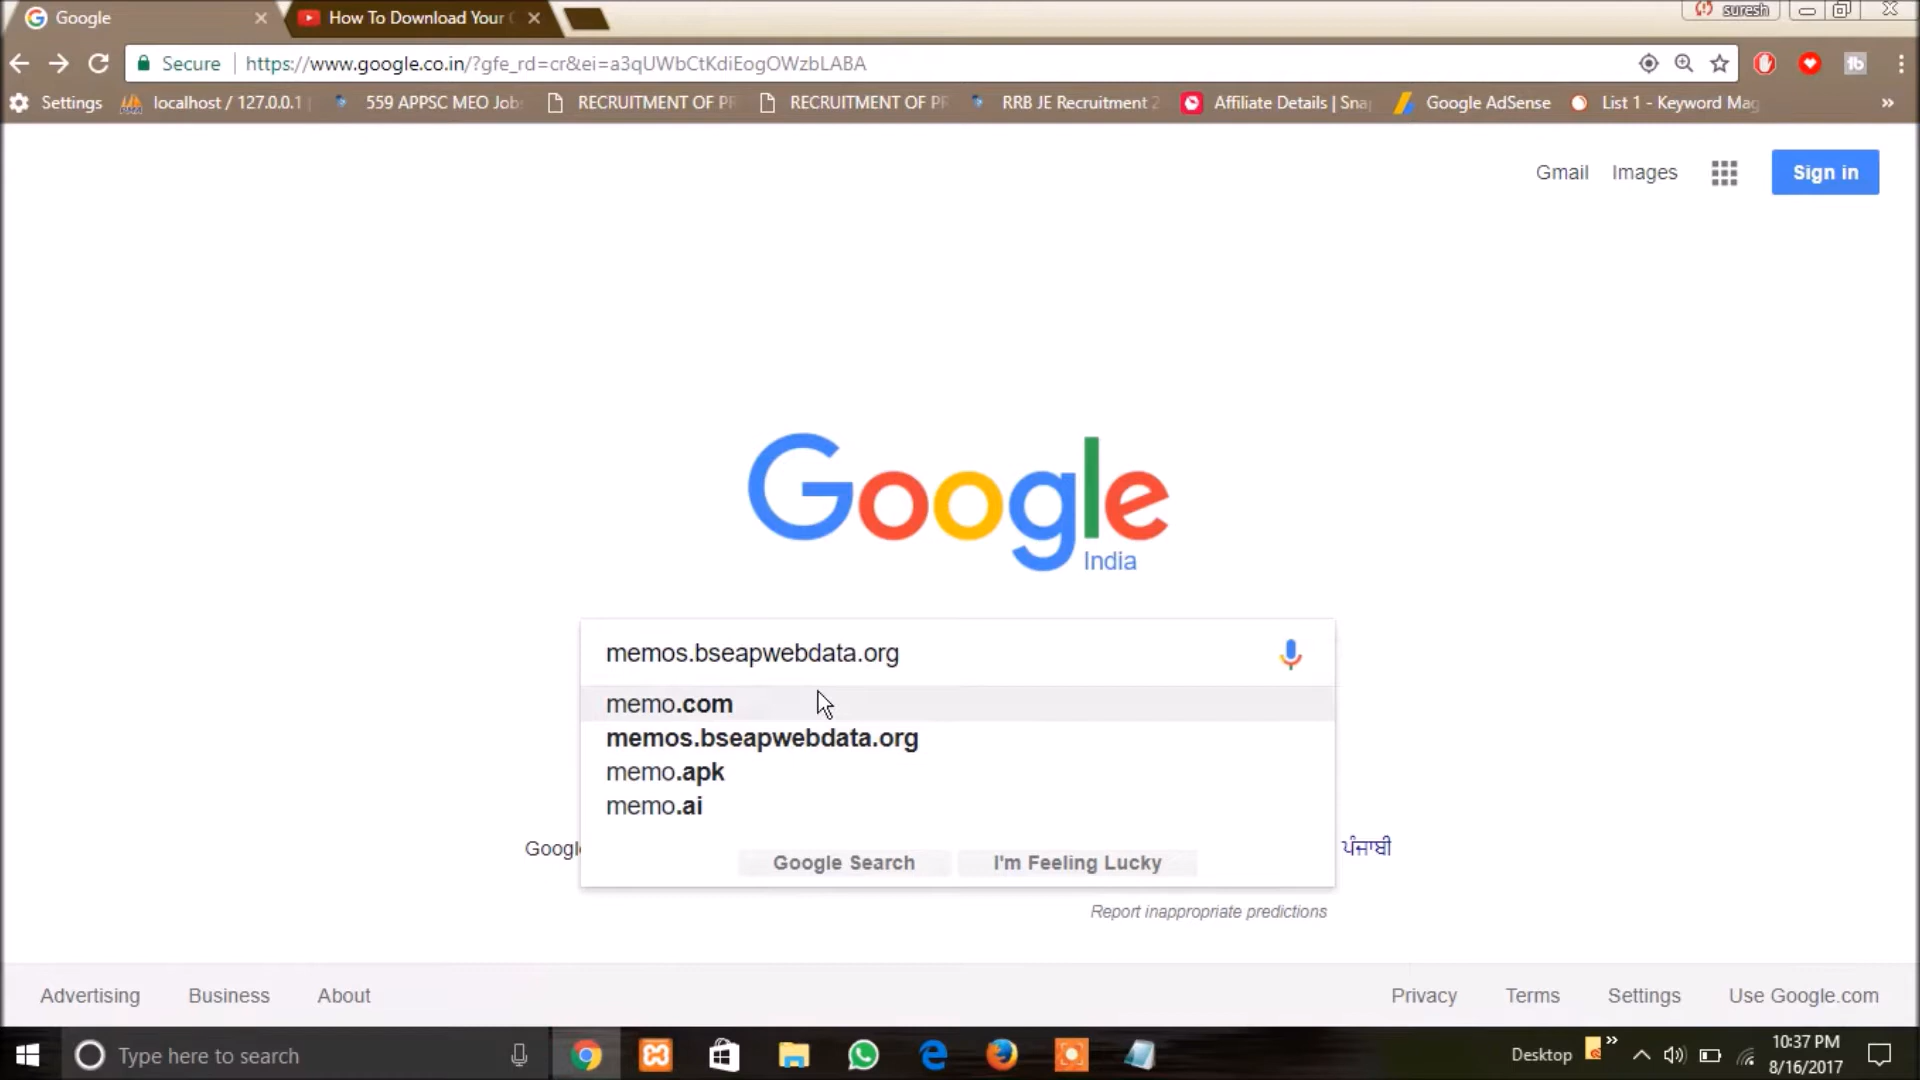 Google
How To Download Your
suresh
Secure
https://www.google.co.in/?gfe_rd=cr&ei=a3qUWbCtKdiEogOWzbLABA
Settings
localhost / 127.0.0.1
559 APPSC MEO Job
RECRUITMENT OF PR
RECRUITMENT OF PR
RRB JE Recruitment 2
Affiliate Details | Sna
Google AdSense
List 1 - Keyword Mag
Gmail Images
Sign in
Google
India
memos.bseapwebdata.org
memo.com
memos.bseapwebdata.org
memo.apk
memo.ai
Google ਪੰਜਾਬੀ
Google Search I'm Feeling Lucky
Report inappropriate predictions
Advertising Business About Privacy Terms Settings Use Google.com
Type here to search
Desktop
10:37 PM
8/16/2017